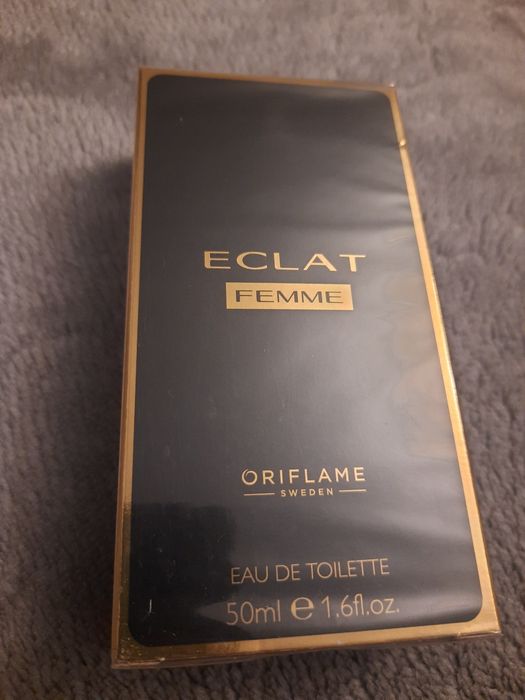 ECLAT
FEMME
ORIFLAME
SWEDEN
EAU DE TOILETTE
50ml ℮ 1.6fl.oz.